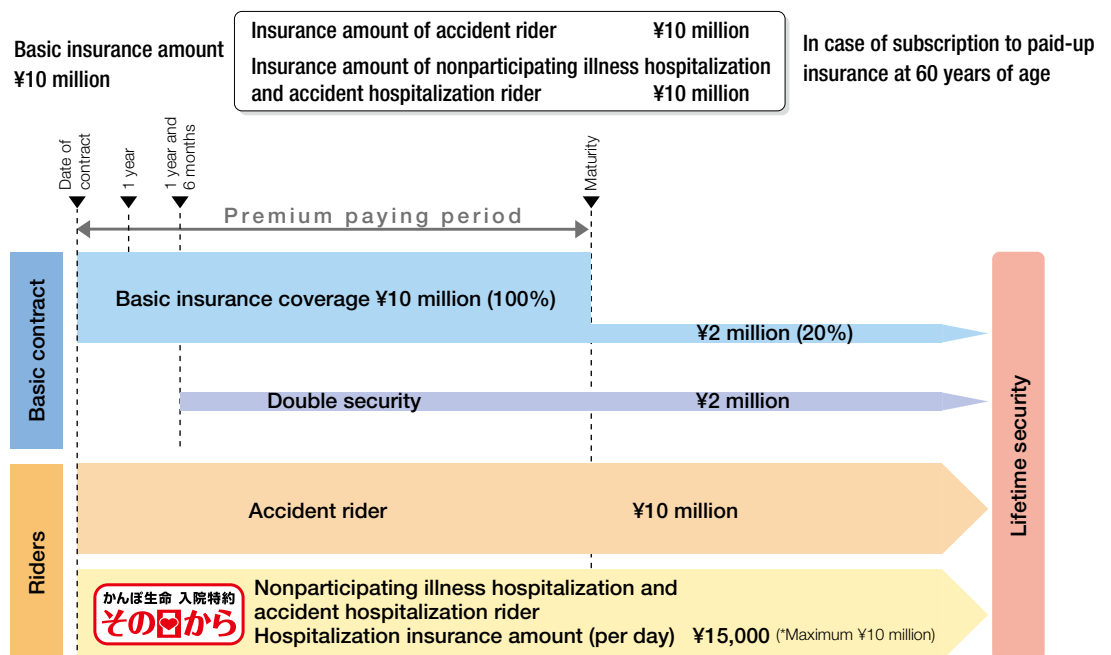 Basic insurance amount
¥10 million
Insurance amount of accident rider ¥10 million
Insurance amount of nonparticipating illness hospitalization
and accident hospitalization rider ¥10 million
In case of subscription to paid-up
insurance at 60 years of age
Date of
contract
1 year
1 year and
6 months
Maturity
Premium paying period
Basic contract
Basic insurance coverage ¥10 million (100%)
¥2 million (20%)
Double security ¥2 million
Riders
Accident rider ¥10 million
かんぽ生命 入院特約
その日から
Nonparticipating illness hospitalization and
accident hospitalization rider
Hospitalization insurance amount (per day) ¥15,000 (*Maximum ¥10 million)
Lifetime security